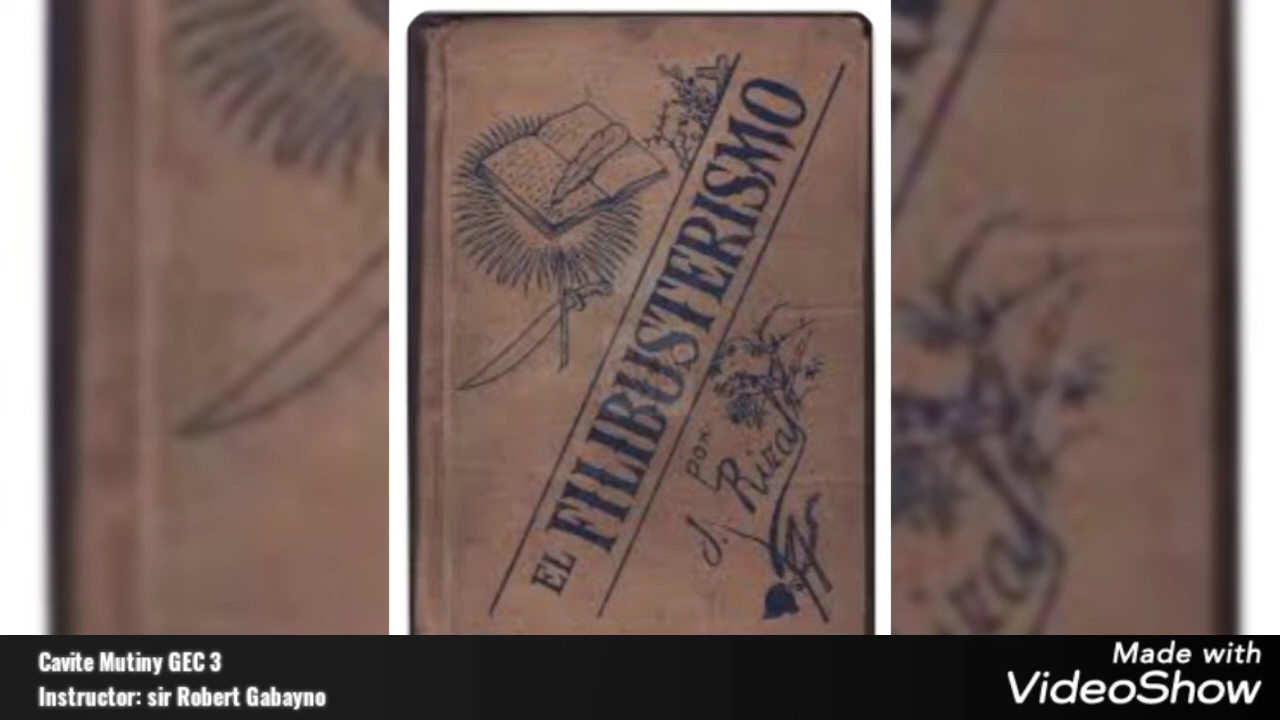 EL FILIBUSTERISMO
por
J. Rizal
Cavite Mutiny GEC 3
Instructor: sir Robert Gabayno
Made with
VideoShow